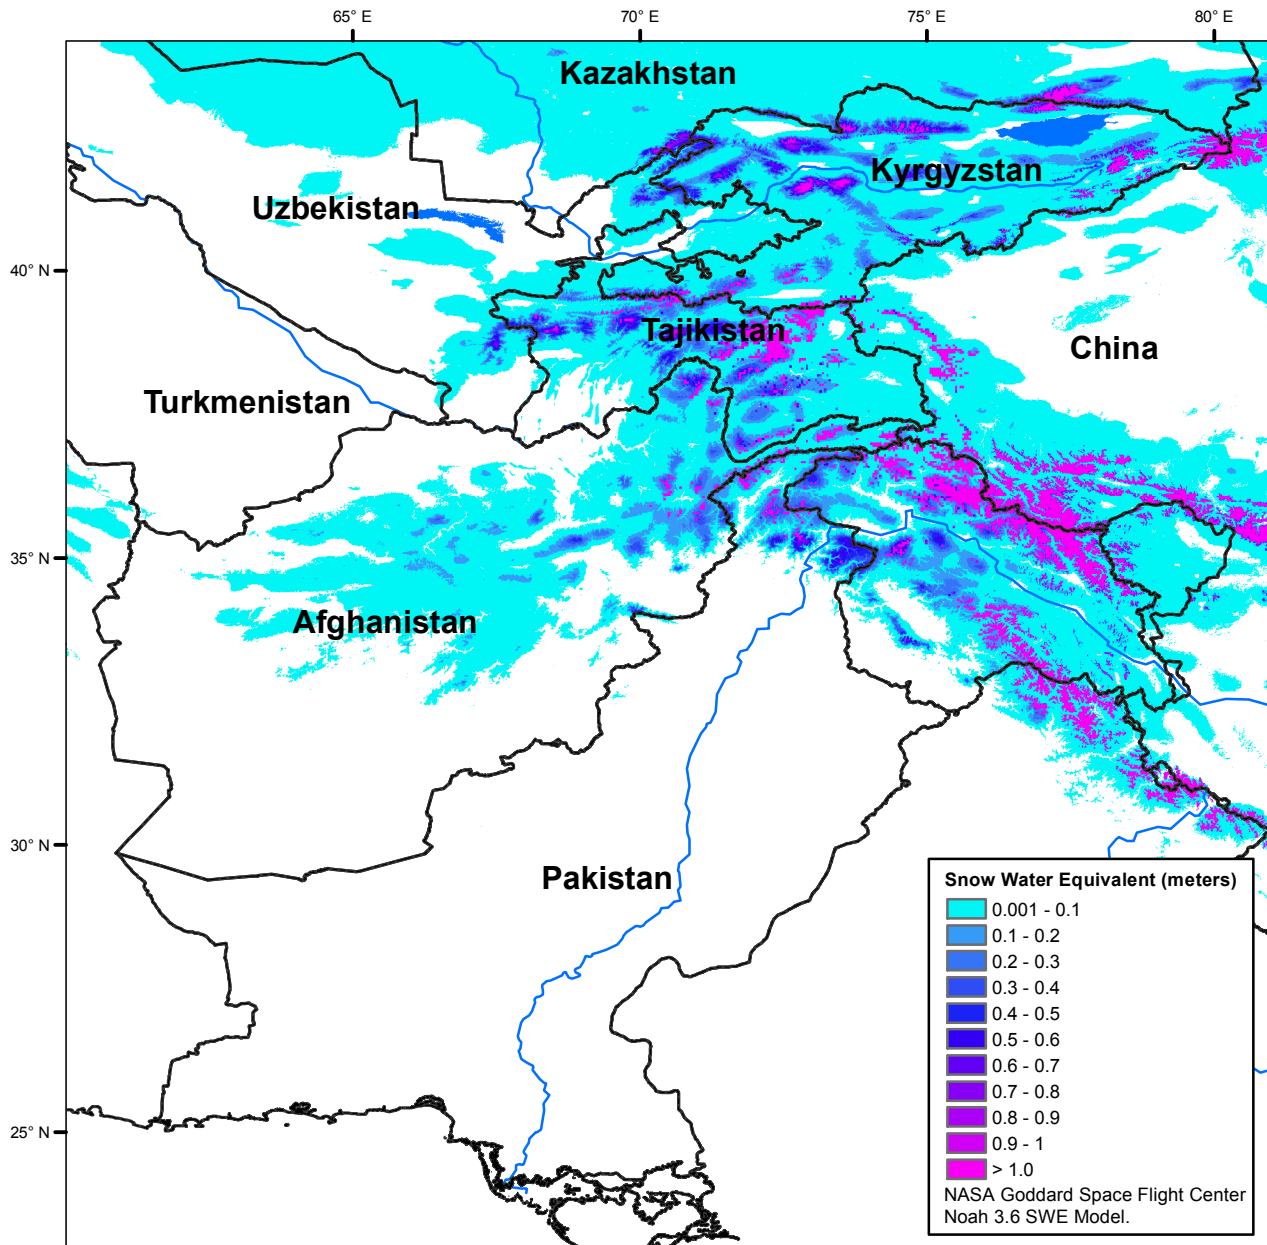 65° E
70° E
75° E
80° E
Kazakhstan
Kyrgyzstan
Uzbekistan
40° N
Tajikistan
China
Turkmenistan
35° N
Afghanistan
30° N
Pakistan
25° N
Snow Water Equivalent (meters)
0.001 - 0.1
0.1 - 0.2
0.2 - 0.3
0.3 - 0.4
0.4 - 0.5
0.5 - 0.6
0.6 - 0.7
0.7 - 0.8
0.8 - 0.9
0.9 - 1
> 1.0
NASA Goddard Space Flight Center
Noah 3.6 SWE Model.